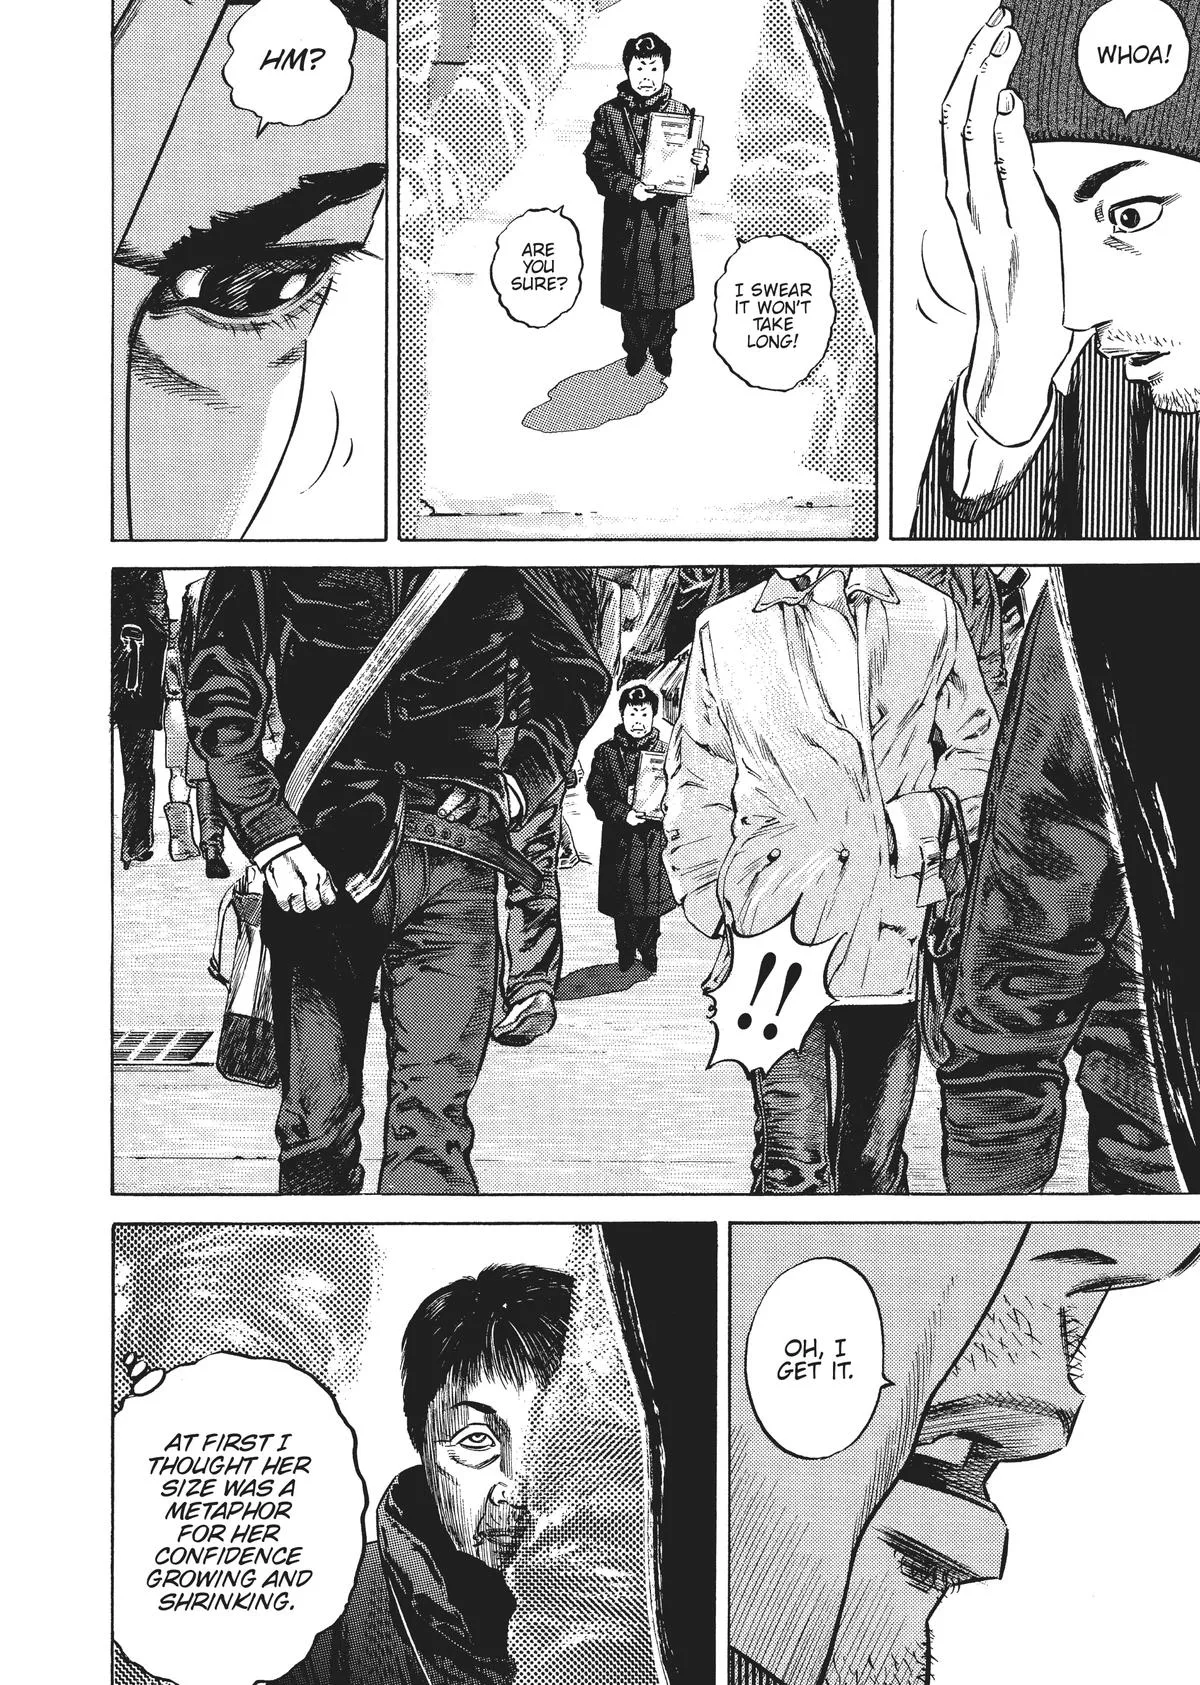 WHOA!
I SWEAR
IT WON'T
TAKE
LONG!
ARE
YOU
SURE?
HM?
!!
OH, I
GET IT.
AT FIRST I
THOUGHT HER
SIZE WAS A
METAPHOR
FOR HER
CONFIDENCE
GROWING AND
SHRINKING.